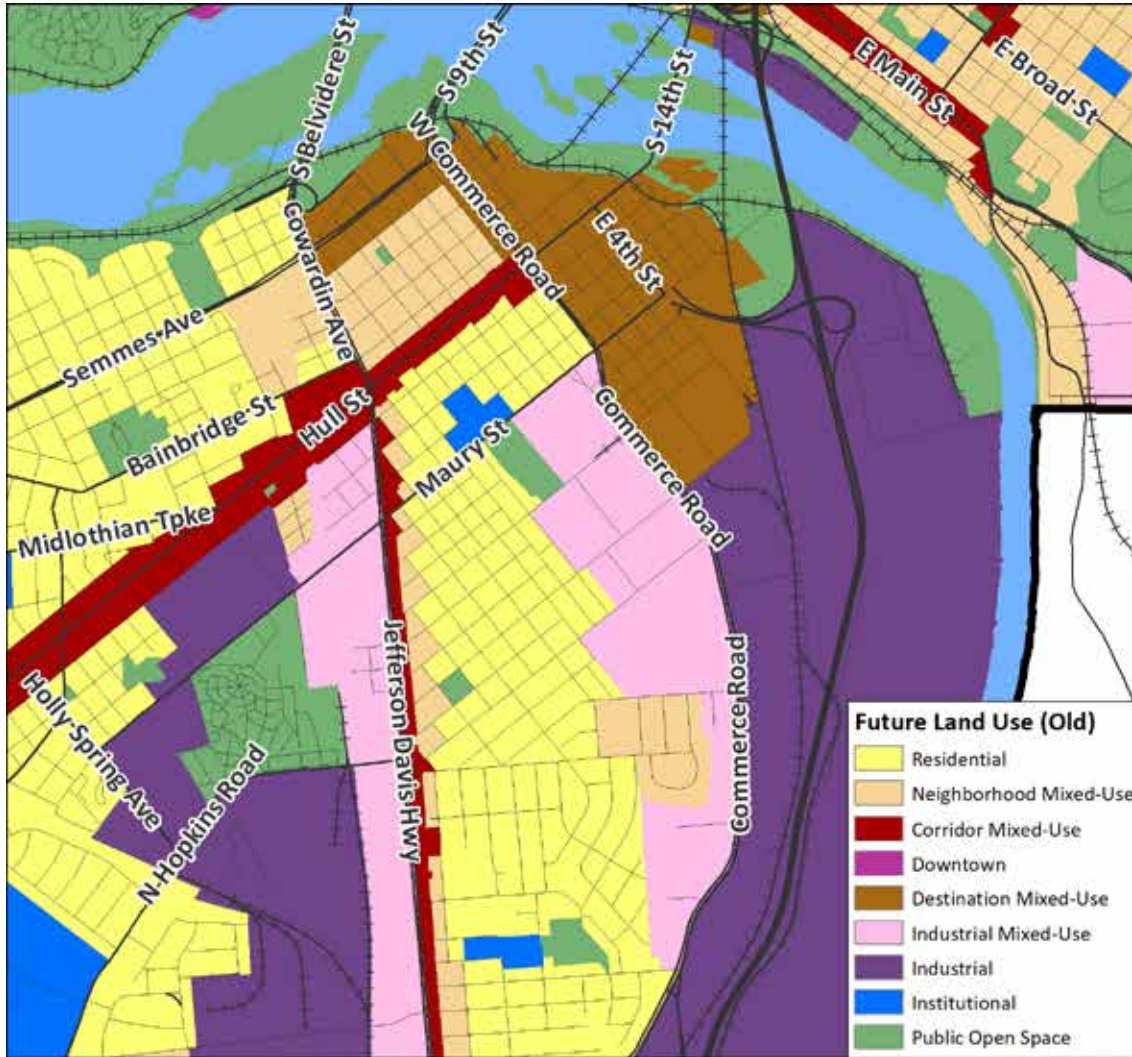 S Belvidere St
S 9th St
S 14th St
E Main St
E Broad St
W Commerce Road
Cowardin Ave
E 4th St
Semmes Ave
Bainbridge St
Hull St
Commerce Road
Maury St
Midlothian Tpke
Holly Spring Ave
N Hopkins Road
Jefferson Davis Hwy
Commerce Road
Future Land Use (Old)
Residential
Neighborhood Mixed-Use
Corridor Mixed-Use
Downtown
Destination Mixed-Use
Industrial Mixed-Use
Industrial
Institutional
Public Open Space